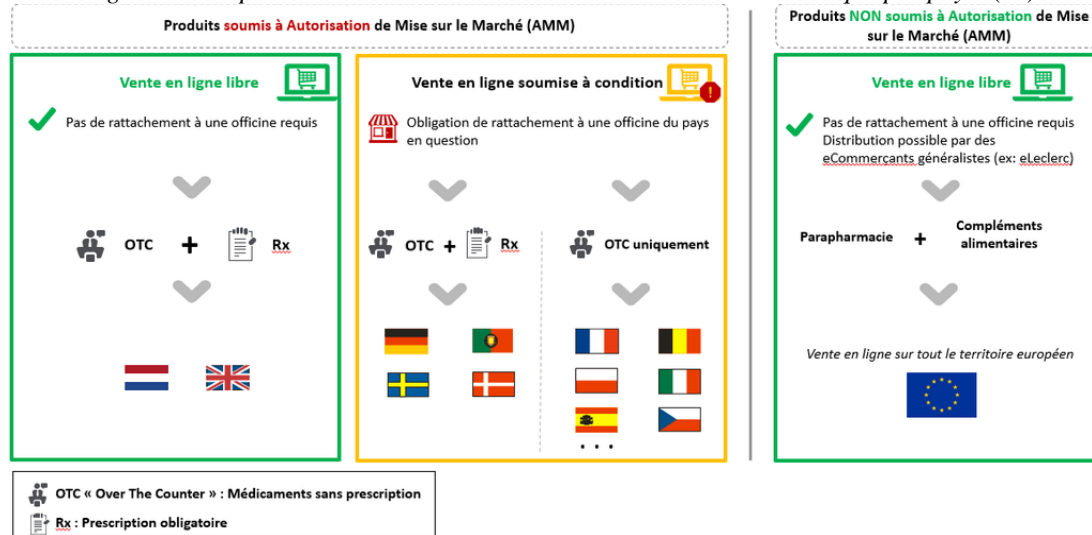 Produits soumis à Autorisation de Mise sur le Marché (AMM)
Vente en ligne libre
Pas de rattachement à une officine requis
OTC + Rx
Vente en ligne soumise à condition
!
Obligation de rattachement à une officine du pays
en question
OTC + Rx
OTC uniquement
. . .
Produits NON soumis à Autorisation de Mise
sur le Marché (AMM)
Vente en ligne libre
Pas de rattachement à une officine requis
Distribution possible par des
eCommerçants généralistes (ex: eLeclerc)
Parapharmacie + Compléments
alimentaires
Vente en ligne sur tout le territoire européen
OTC « Over The Counter » : Médicaments sans prescription
Rx : Prescription obligatoire